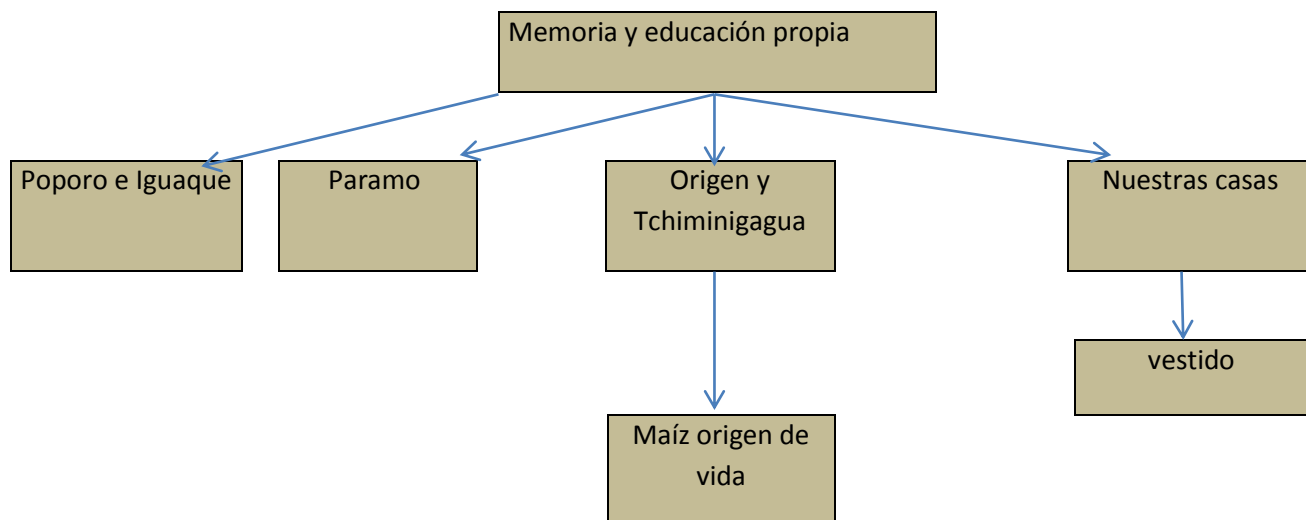 Memoria y educación propia
Poporo e Iguaque
Paramo
Origen y
Tchiminigagua
Nuestras casas
vestido
Maíz origen de
vida